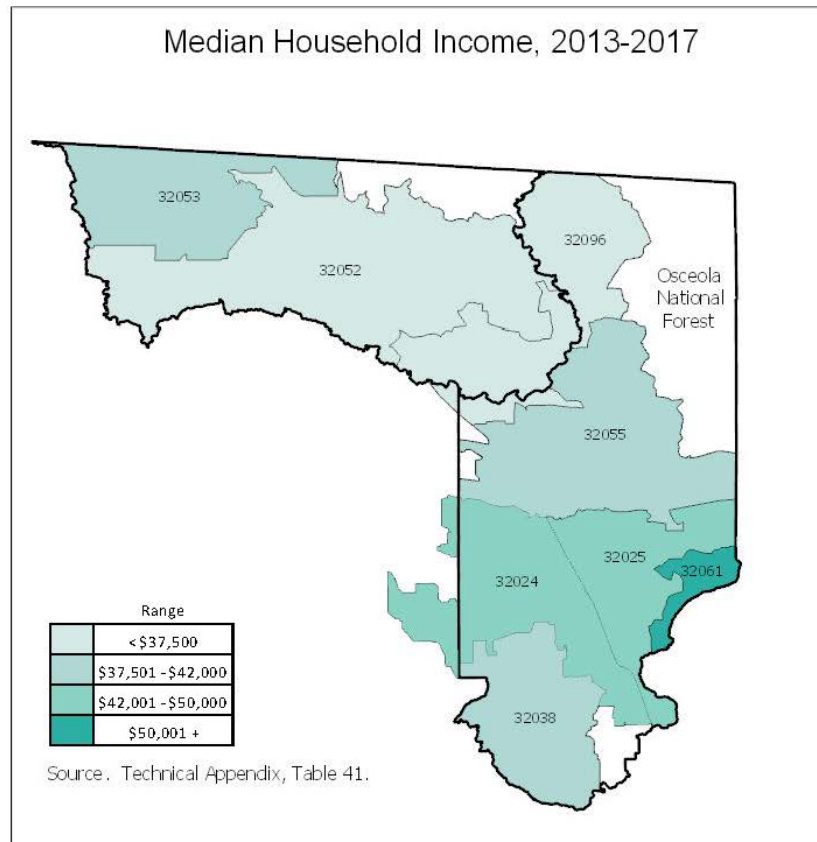 Median Household Income, 2013-2017
32053
32096
32052
Osceola
National
Forest
32055
32025
32061
32024
32038
Range
<$37,500
$37,501 -$42,000
$42,001 -$50,000
$50,001 +
Source. Technical Appendix, Table 41.